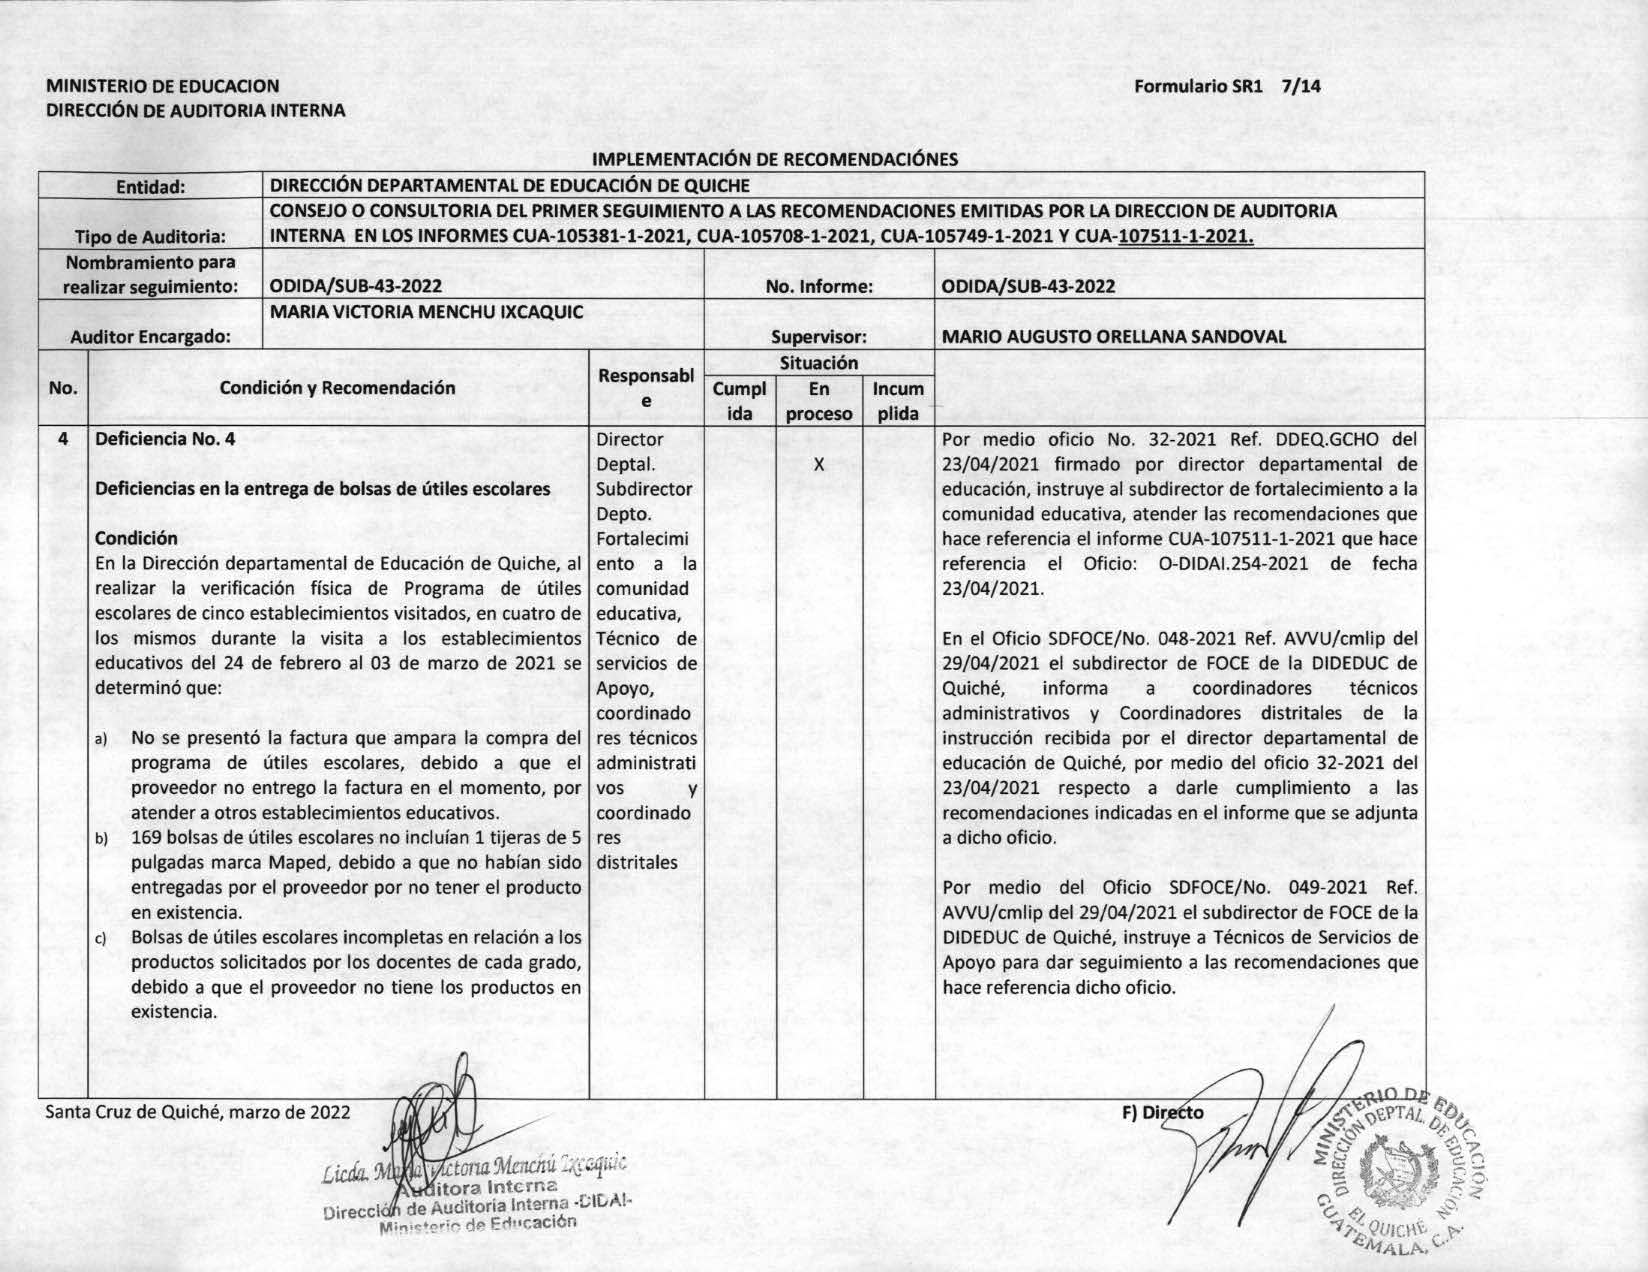 MINISTERIO DE EDUCACION
DIRECCIÓN DE AUDITORIA INTERNA
Formulario SR1 7/14
IMPLEMENTACIÓN DE RECOMENDACIÓNES
Entidad:
DIRECCIÓN DEPARTAMENTAL DE EDUCACIÓN DE QUICHE
Tipo de Auditoria:
CONSEJO O CONSULTORIA DEL PRIMER SEGUIMIENTO A LAS RECOMENDACIONES EMITIDAS POR LA DIRECCION DE AUDITORIA
INTERNA EN LOS INFORMES CUA-105381-1-2021, CUA-105708-1-2021, CUA-105749-1-2021 Y CUA-107511-1-2021.
Nombramiento para
realizar seguimiento:
ODIDA/SUB-43-2022
No. Informe:
ODIDA/SUB-43-2022
Auditor Encargado:
MARIA VICTORIA MENCHU IXCAQUIC
Supervisor:
MARIO AUGUSTO ORELLANA SANDOVAL
No.
Condición y Recomendación
Responsabl
e
Situación
Cumpl
ida
En
proceso
Incum
plida
4
Deficiencia No. 4
Deficiencias en la entrega de bolsas de útiles escolares
Condición
En la Dirección departamental de Educación de Quiche, al
realizar la verificación física de Programa de útiles
escolares de cinco establecimientos visitados, en cuatro de
los mismos durante la visita a los establecimientos
educativos del 24 de febrero al 03 de marzo de 2021 se
determinó que:
a) No se presentó la factura que ampara la compra del
programa de útiles escolares, debido a que el
proveedor no entrego la factura en el momento, por
atender a otros establecimientos educativos.
b) 169 bolsas de útiles escolares no incluían 1 tijeras de 5
pulgadas marca Maped, debido a que no habían sido
entregadas por el proveedor por no tener el producto
en existencia.
c) Bolsas de útiles escolares incompletas en relación a los
productos solicitados por los docentes de cada grado,
debido a que el proveedor no tiene los productos en
existencia.
Director
Deptal.
Subdirector
Depto.
Fortalecimi
ento a la
comunidad
educativa,
Técnico de
servicios de
Apoyo,
coordinado
res técnicos
administrati
vos y
coordinado
res
distritales
X
Por medio oficio No. 32-2021 Ref. DDEQ.GCHO del
23/04/2021 firmado por director departamental de
educación, instruye al subdirector de fortalecimiento a la
comunidad educativa, atender las recomendaciones que
hace referencia el informe CUA-107511-1-2021 que hace
referencia el Oficio: O-DIDAI.254-2021 de fecha
23/04/2021.
En el Oficio SDFOCE/No. 048-2021 Ref. AVVU/cmlip del
29/04/2021 el subdirector de FOCE de la DIDEDUC de
Quiché, informa a coordinadores técnicos
administrativos y Coordinadores distritales de la
instrucción recibida por el director departamental de
educación de Quiché, por medio del oficio 32-2021 del
23/04/2021 respecto a darle cumplimiento a las
recomendaciones indicadas en el informe que se adjunta
a dicho oficio.
Por medio del Oficio SDFOCE/No. 049-2021 Ref.
AVVU/cmlip del 29/04/2021 el subdirector de FOCE de la
DIDEDUC de Quiché, instruye a Técnicos de Servicios de
Apoyo para dar seguimiento a las recomendaciones que
hace referencia dicho oficio.
Santa Cruz de Quiché, marzo de 2022
F) Directo
Licda. María Victoria Menchú Ixcaquic
Auditora Interna
Dirección de Auditoría Interna -DIDAI-
Ministerio de Educación
MINISTERIO DE EDUCACIÓN
DIRECCIÓN DEPTAL. DE EDUCACIÓN
EL QUICHÉ
GUATEMALA, C.A.